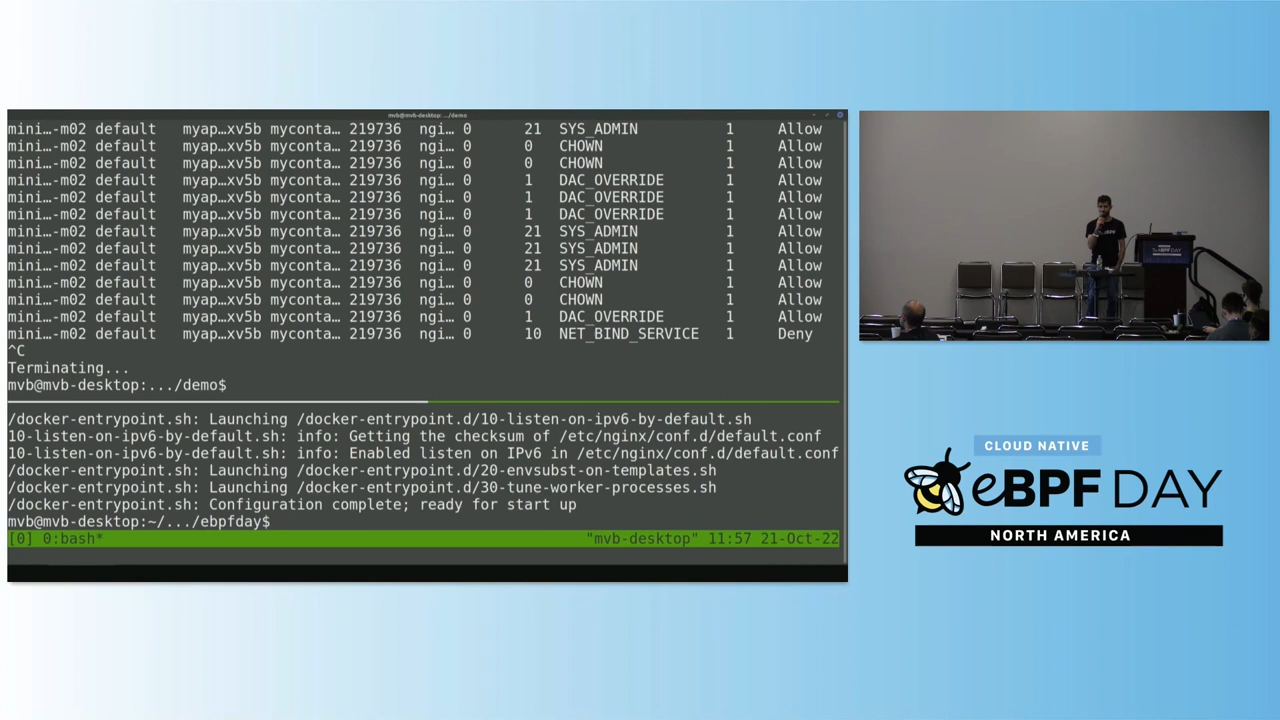 mvb@mvb-desktop: .../demo
mini…-m02 default myap…xv5b myconta… 219736 ngi… 0 21 SYS_ADMIN 1 Allow
mini…-m02 default myap…xv5b myconta… 219736 ngi… 0 0 CHOWN 1 Allow
mini…-m02 default myap…xv5b myconta… 219736 ngi… 0 0 CHOWN 1 Allow
mini…-m02 default myap…xv5b myconta… 219736 ngi… 0 1 DAC_OVERRIDE 1 Allow
mini…-m02 default myap…xv5b myconta… 219736 ngi… 0 1 DAC_OVERRIDE 1 Allow
mini…-m02 default myap…xv5b myconta… 219736 ngi… 0 1 DAC_OVERRIDE 1 Allow
mini…-m02 default myap…xv5b myconta… 219736 ngi… 0 21 SYS_ADMIN 1 Allow
mini…-m02 default myap…xv5b myconta… 219736 ngi… 0 21 SYS_ADMIN 1 Allow
mini…-m02 default myap…xv5b myconta… 219736 ngi… 0 21 SYS_ADMIN 1 Allow
mini…-m02 default myap…xv5b myconta… 219736 ngi… 0 0 CHOWN 1 Allow
mini…-m02 default myap…xv5b myconta… 219736 ngi… 0 0 CHOWN 1 Allow
mini…-m02 default myap…xv5b myconta… 219736 ngi… 0 1 DAC_OVERRIDE 1 Allow
mini…-m02 default myap…xv5b myconta… 219736 ngi… 0 10 NET_BIND_SERVICE 1 Deny
^C
Terminating...
mvb@mvb-desktop:.../demo$
/docker-entrypoint.sh: Launching /docker-entrypoint.d/10-listen-on-ipv6-by-default.sh
10-listen-on-ipv6-by-default.sh: info: Getting the checksum of /etc/nginx/conf.d/default.conf
10-listen-on-ipv6-by-default.sh: info: Enabled listen on IPv6 in /etc/nginx/conf.d/default.conf
/docker-entrypoint.sh: Launching /docker-entrypoint.d/20-envsubst-on-templates.sh
/docker-entrypoint.sh: Launching /docker-entrypoint.d/30-tune-worker-processes.sh
/docker-entrypoint.sh: Configuration complete; ready for start up
mvb@mvb-desktop:~/.../ebpfday$
[0] 0:bash* "mvb-desktop" 11:57 21-Oct-22
eBPF DAY
CLOUD NATIVE
eBPF DAY
NORTH AMERICA